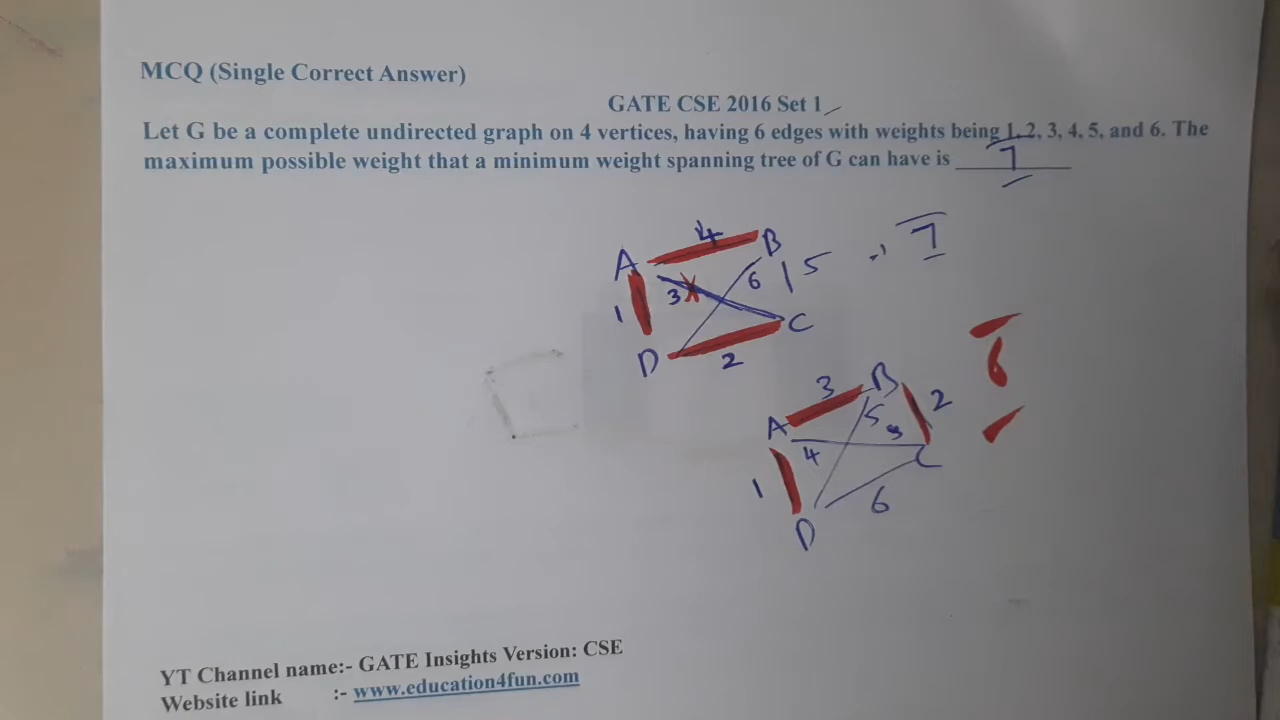 MCQ (Single Correct Answer)
GATE CSE 2016 Set 1
Let G be a complete undirected graph on 4 vertices, having 6 edges with weights being 1, 2, 3, 4, 5, and 6. The
maximum possible weight that a minimum weight spanning tree of G can have is 7
4
A B
1 3 6 5 7
D 2 C
3
A B
5 2 6
4 C
1 6
D
YT Channel name:- GATE Insights Version: CSE
Website link :- www.education4fun.com